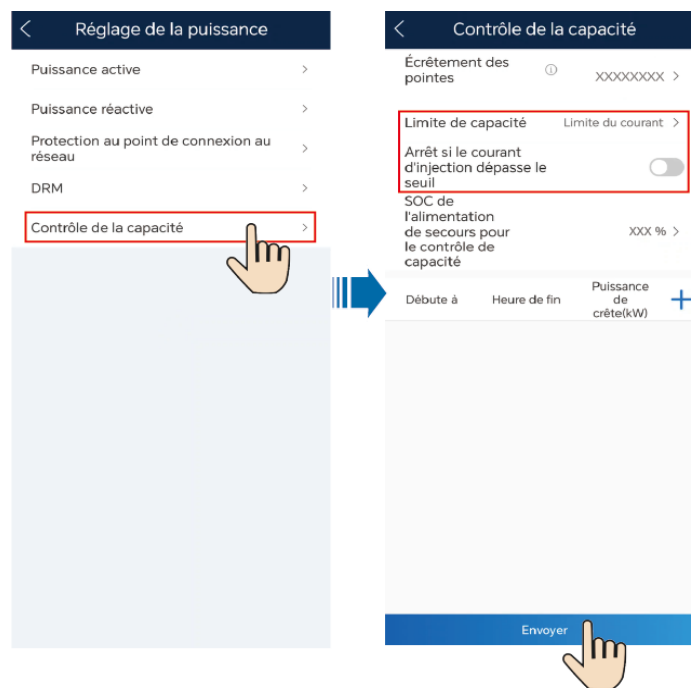 Réglage de la puissance
Puissance active
Puissance réactive
Protection au point de connexion au
réseau
DRM
Contrôle de la capacité
Contrôle de la capacité
Écrêtement des
pointes
XXXXXXXX
Limite de capacité Limite du courant
Arrêt si le courant
d'injection dépasse le
seuil
SOC de
l'alimentation
de secours pour
le contrôle de
capacité
XXX %
Débute à Heure de fin Puissance
de
crête(kW)
Envoyer